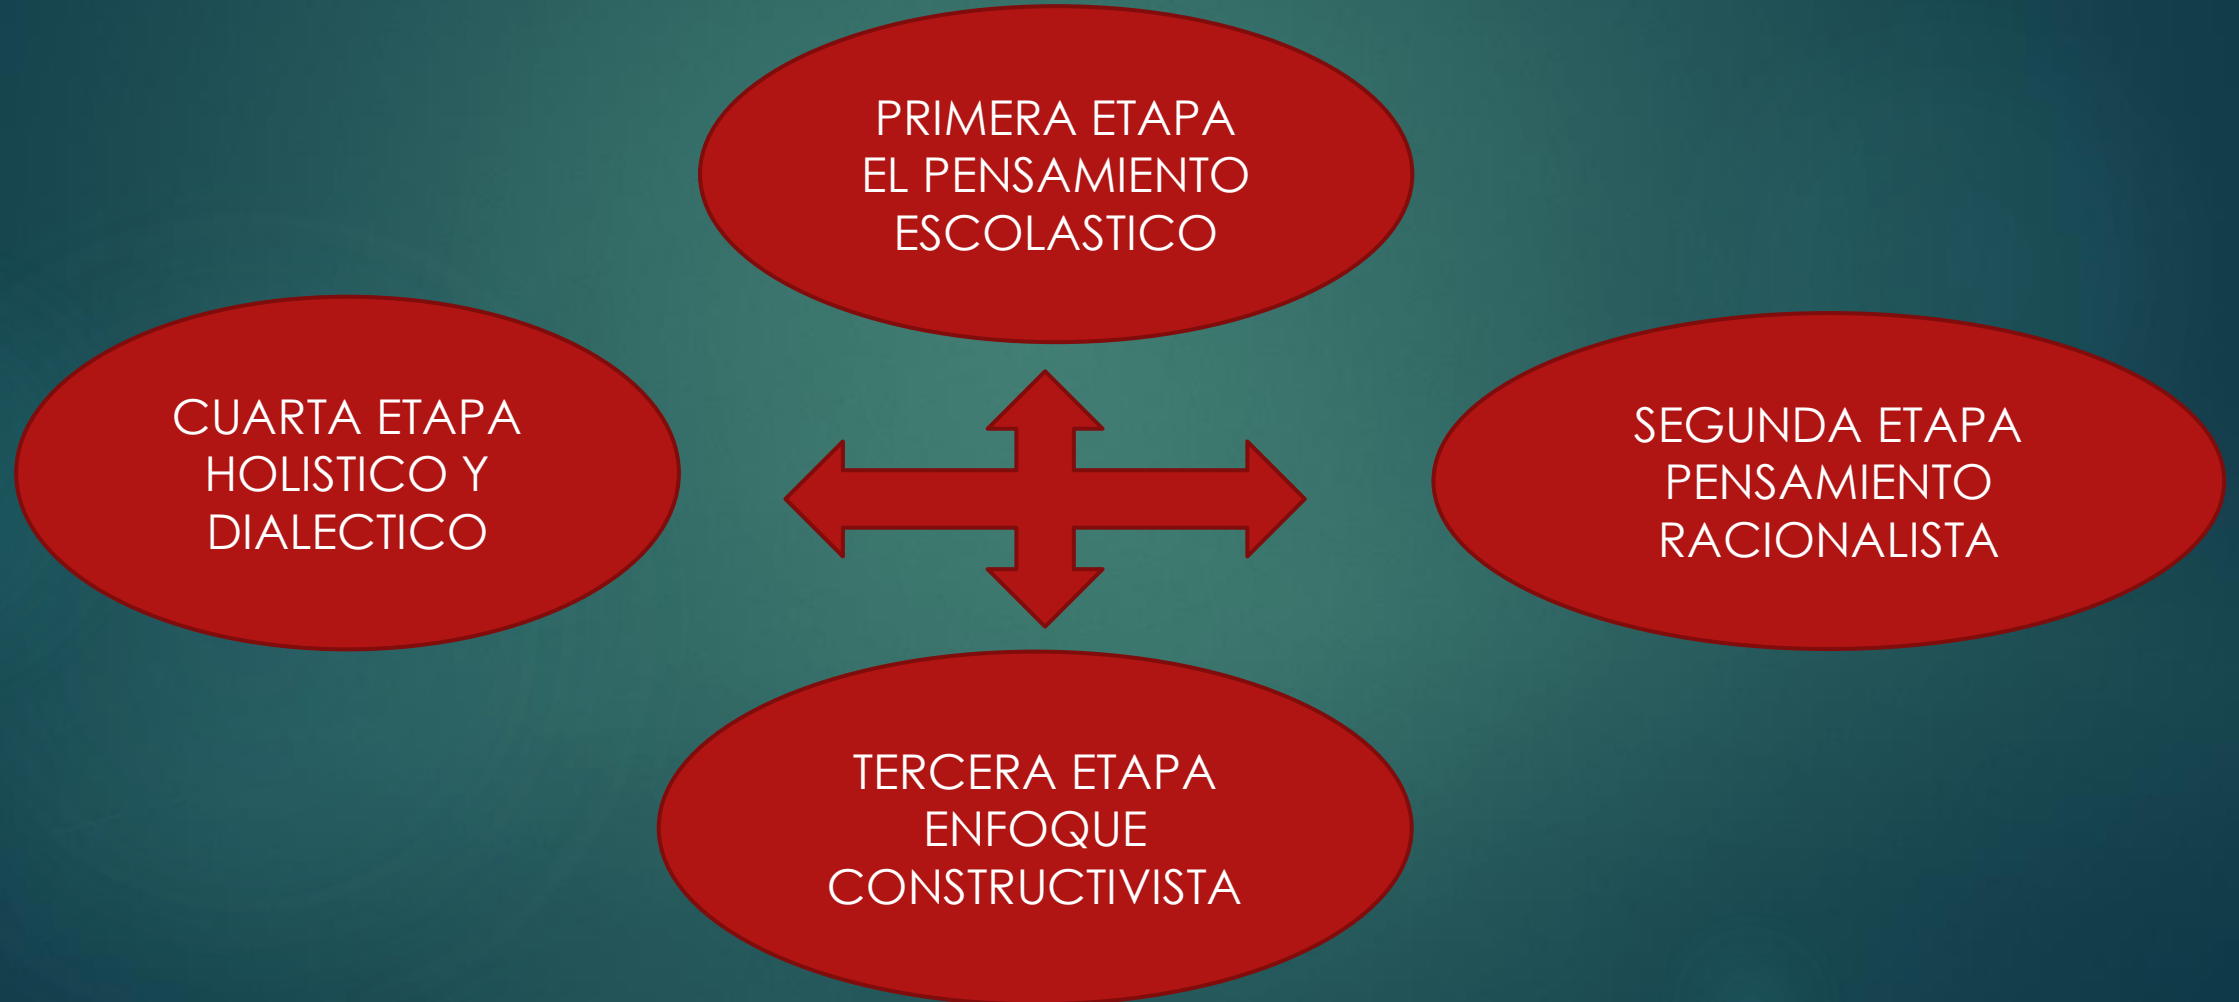 PRIMERA ETAPA
EL PENSAMIENTO
ESCOLASTICO
CUARTA ETAPA
HOLISTICO Y
DIALECTICO
SEGUNDA ETAPA
PENSAMIENTO
RACIONALISTA
TERCERA ETAPA
ENFOQUE
CONSTRUCTIVISTA